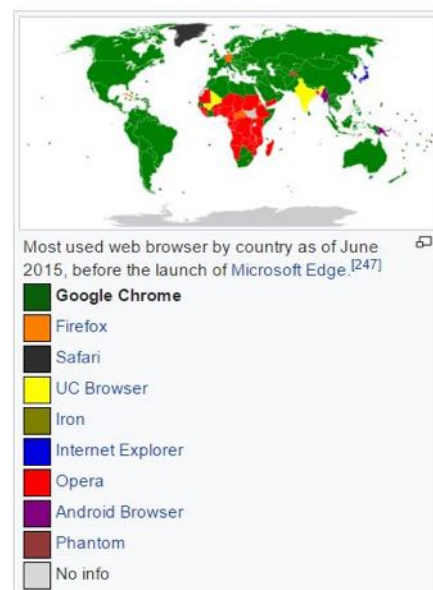 Most used web browser by country as of June
2015, before the launch of Microsoft Edge.[247]
Google Chrome
Firefox
Safari
UC Browser
Iron
Internet Explorer
Opera
Android Browser
Phantom
No info